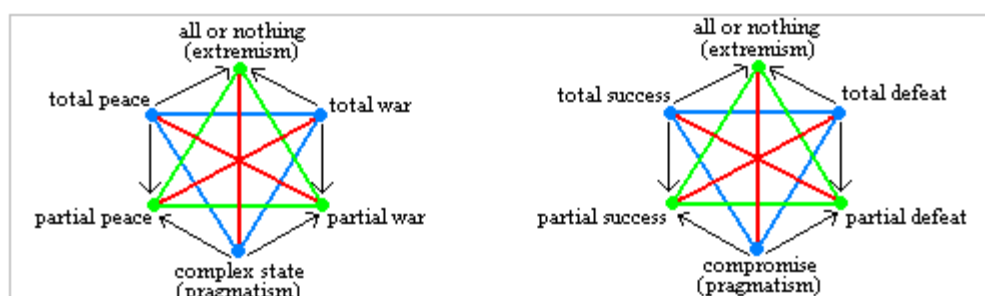 all or nothing
(extremism)
total peace
total war
partial peace
partial war
complex state
(pragmatism)
all or nothing
(extremism)
total success
total defeat
partial success
partial defeat
compromise
(pragmatism)